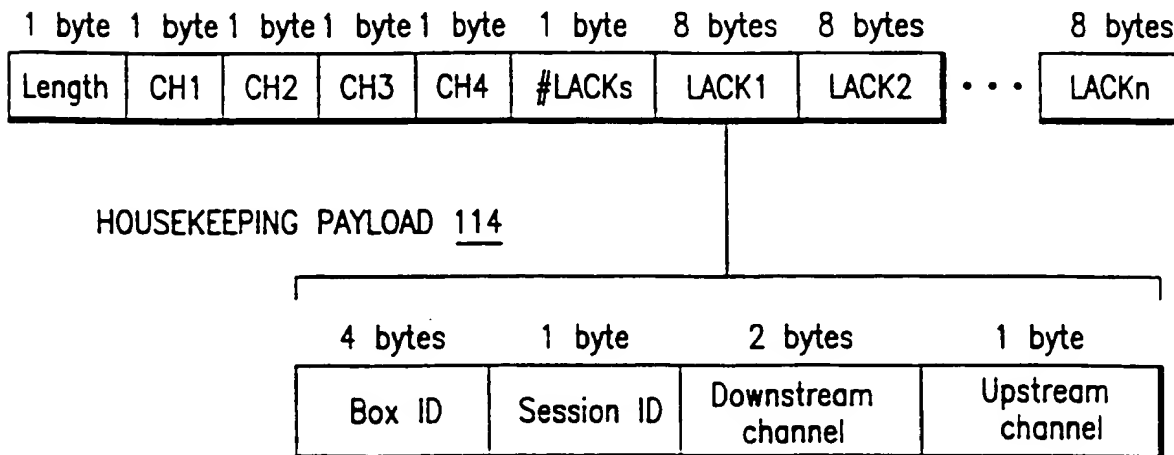 1 byte 1 byte 1 byte 1 byte 1 byte 1 byte 8 bytes 8 bytes 8 bytes
Length CH1 CH2 CH3 CH4 #LACKs LACK1 LACK2 • • • LACKn
HOUSEKEEPING PAYLOAD 114
4 bytes 1 byte 2 bytes 1 byte
Box ID Session ID Downstream channel Upstream channel